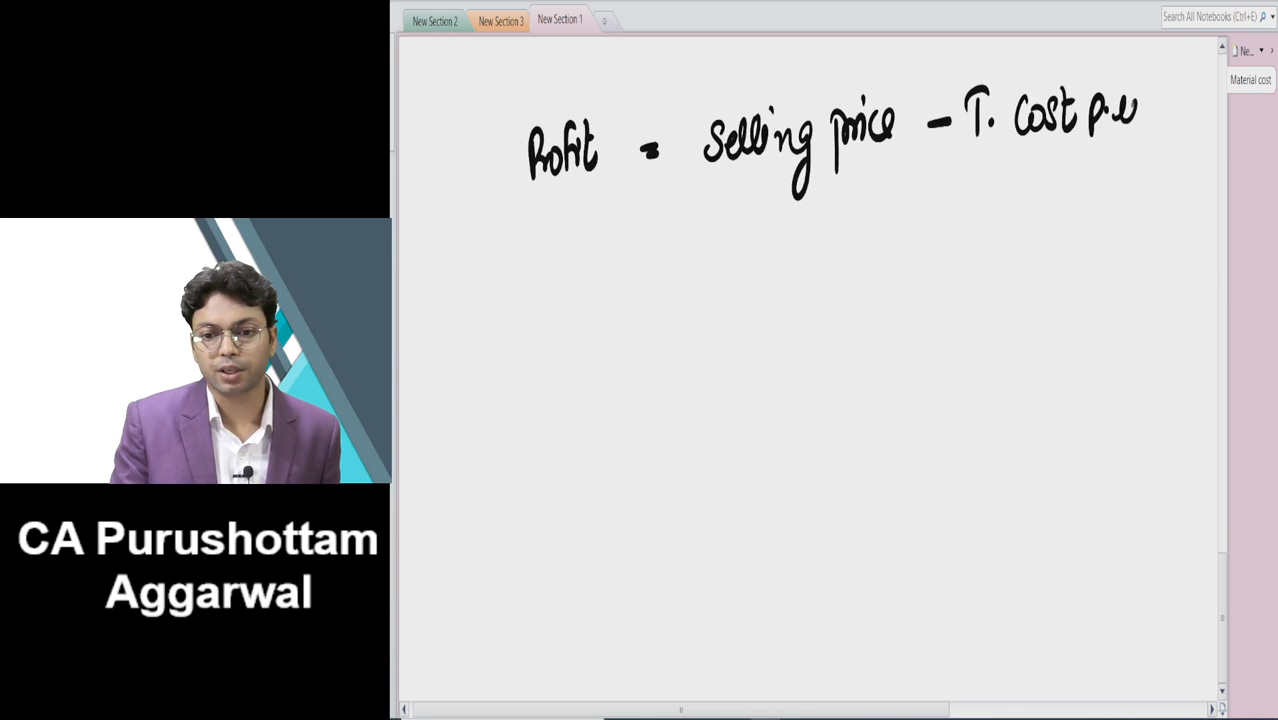 New Section 2
New Section 3
New Section 1
Search All Notebooks (Ctrl+E)
Ne...
Material cost
Profit = Selling price - T. Cost p.u
CA Purushottam
Aggarwal